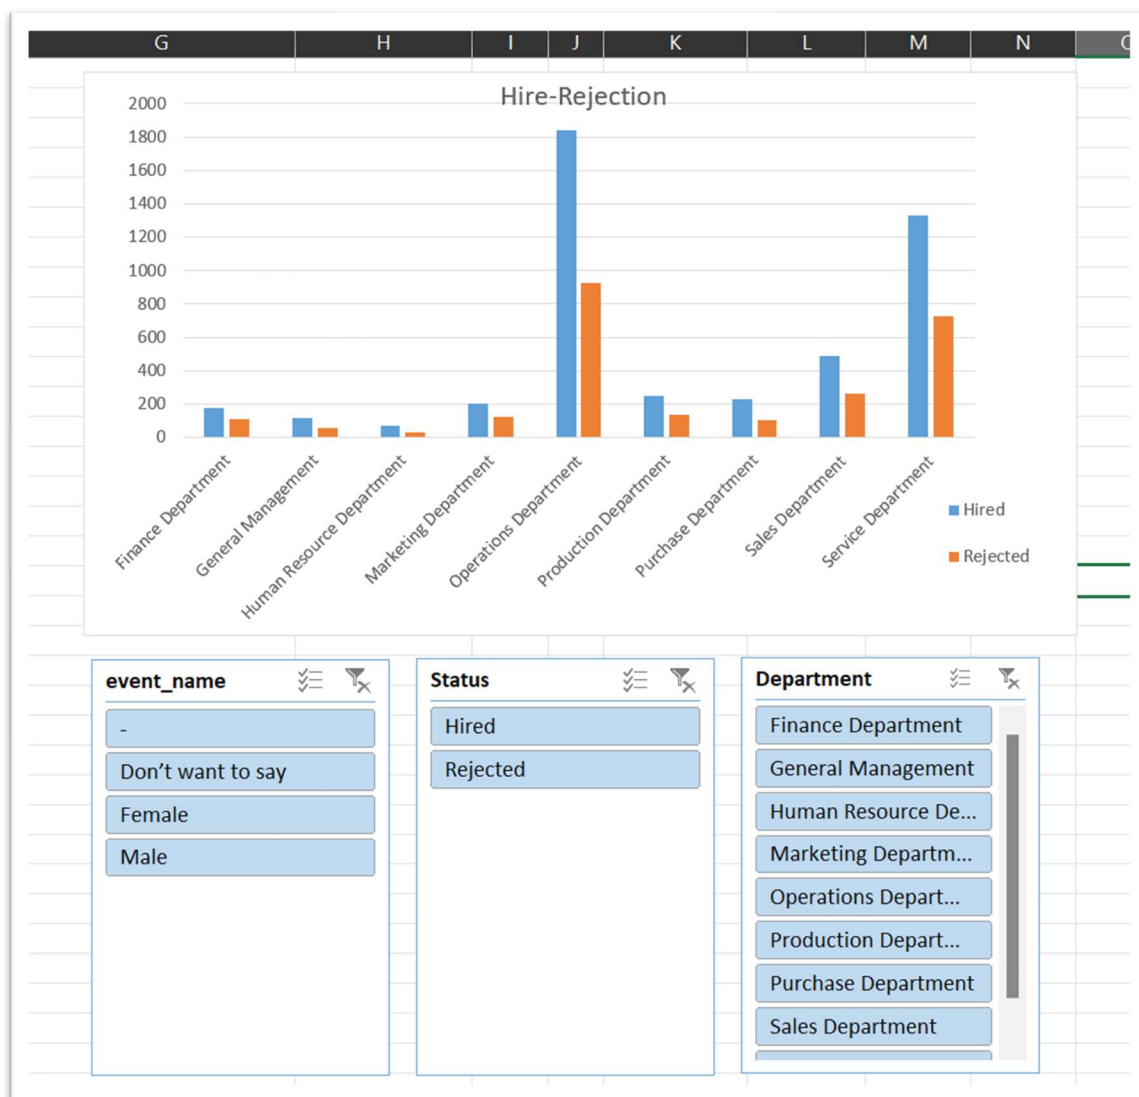 G H I J K L M N
Hire-Rejection
2000
1800
1600
1400
1200
1000
800
600
400
200
0
Finance Department
General Management
Human Resource Department
Marketing Department
Operations Department
Production Department
Purchase Department
Sales Department
Service Department
Hired
Rejected
event_name
-
Don't want to say
Female
Male
Status
Hired
Rejected
Department
Finance Department
General Management
Human Resource De...
Marketing Departm...
Operations Depart...
Production Depart...
Purchase Department
Sales Department